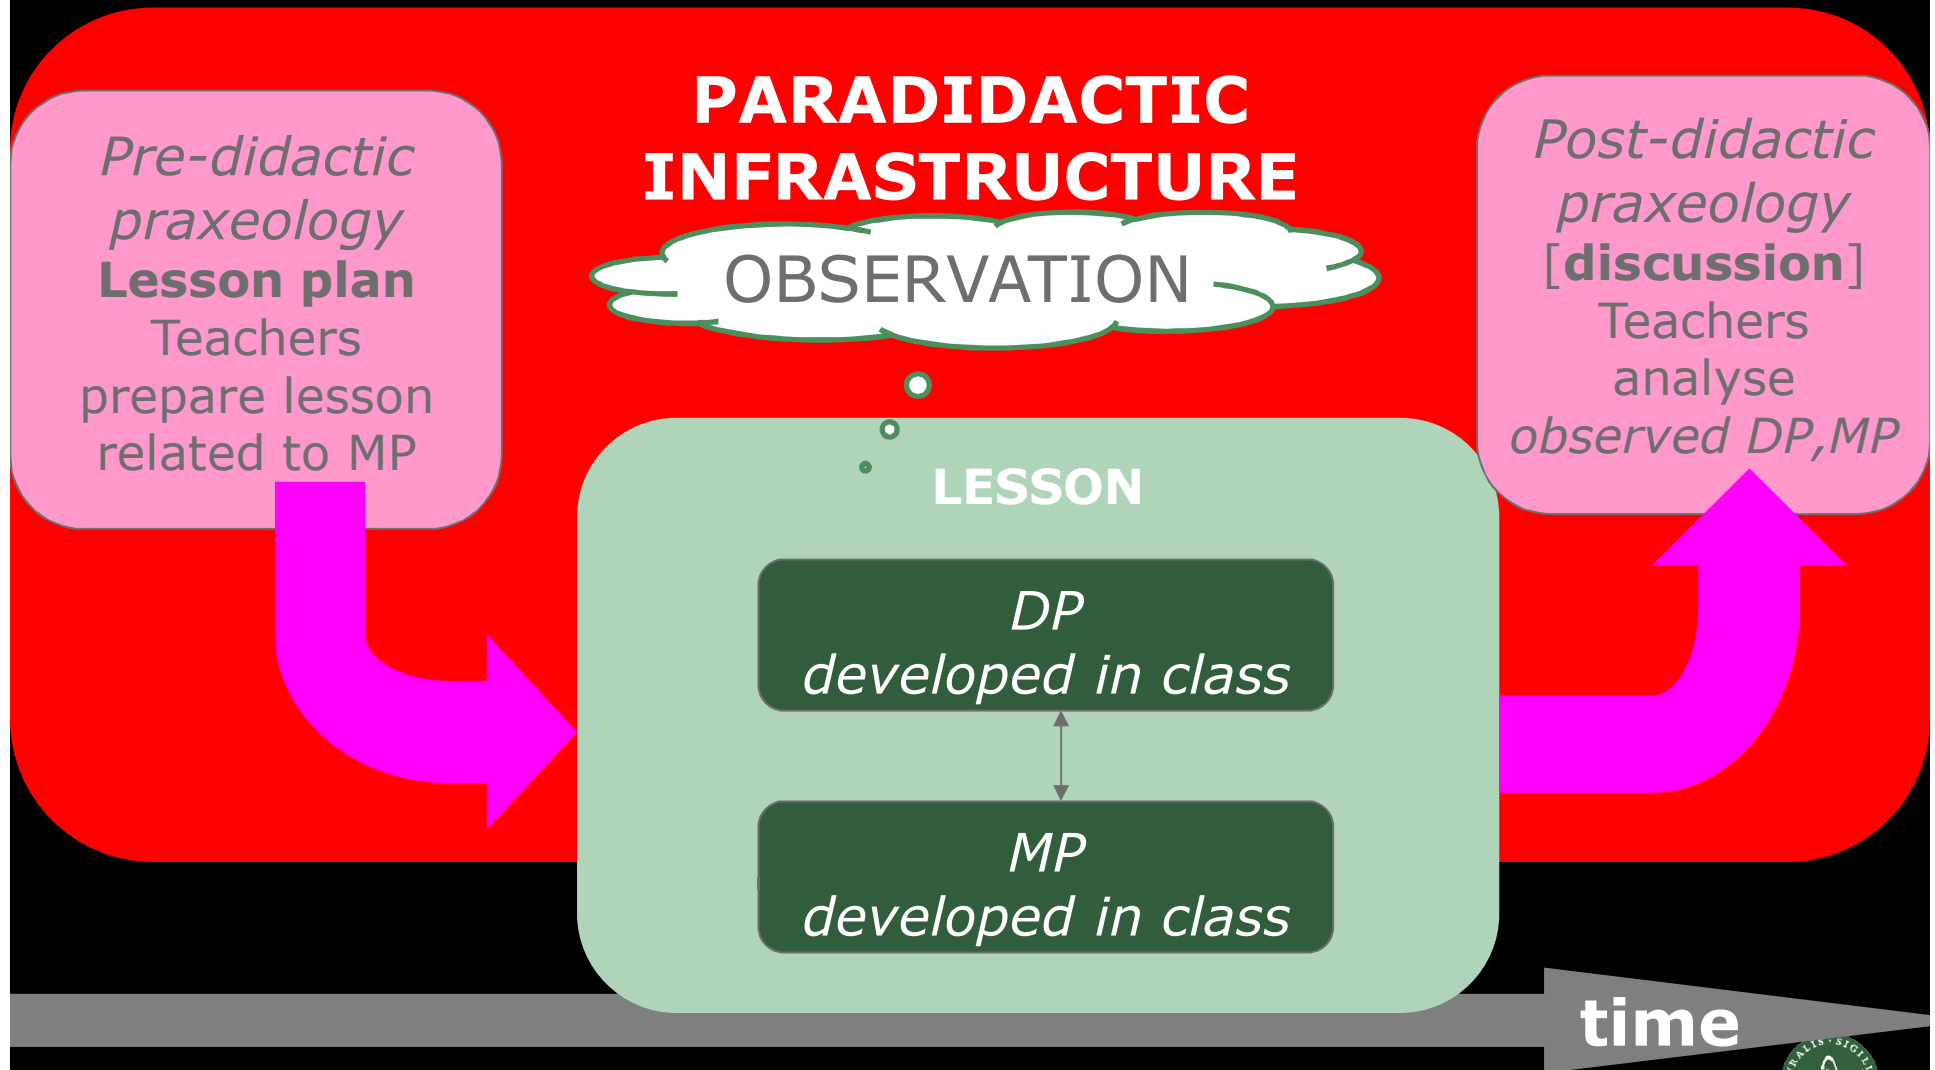 PARADIDACTIC
INFRASTRUCTURE
Pre-didactic
praxeology
Lesson plan
Teachers
prepare lesson
related to MP
OBSERVATION
Post-didactic
praxeology
[discussion]
Teachers
analyse
observed DP,MP
LESSON
DP
developed in class
MP
developed in class
time